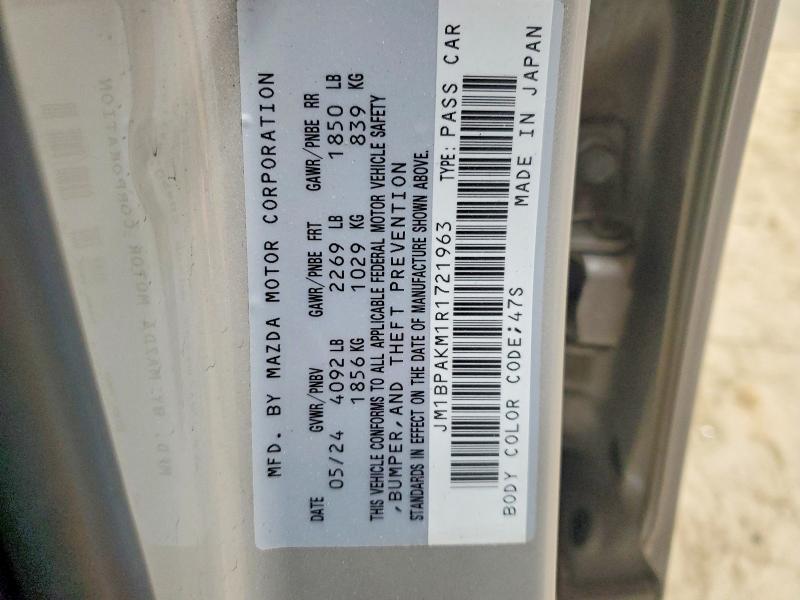 MFD. BY MAZDA MOTOR CORPORATION
DATE GVWR/PNBV GAWR/PNBE FRT GAWR/PNBE RR
05/24 4092 LB 2269 LB 1850 LB
1856 KG 1029 KG 839 KG
THIS VEHICLE CONFORMS TO ALL APPLICABLE FEDERAL MOTOR VEHICLE SAFETY
,BUMPER,AND THEFT PREVENTION
STANDARDS IN EFFECT ON THE DATE OF MANUFACTURE SHOWN ABOVE.
JM1BPAKM1R1721963 TYPE: PASS CAR
BODY COLOR CODE;47S MADE IN JAPAN